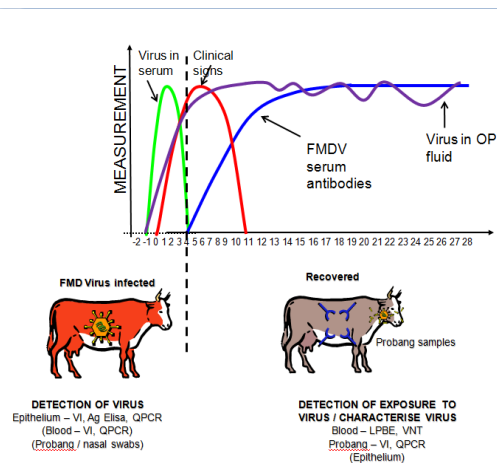 Virus in
serum
Clinical
signs
MEASUREMENT
FMDV
serum
antibodies
Virus in OP
fluid
-2 -1 0 1 2 3 4 5 6 7 8 9 10 11 12 13 14 15 16 17 18 19 20 21 22 23 24 25 26 27 28
FMD Virus infected
Recovered
Probang samples
DETECTION OF VIRUS
Epithelium – VI, Ag Elisa, QPCR
(Blood – VI, QPCR)
(Probang / nasal swabs)
DETECTION OF EXPOSURE TO
VIRUS / CHARACTERISE VIRUS
Blood – LPBE, VNT
Probang – VI, QPCR
(Epithelium)